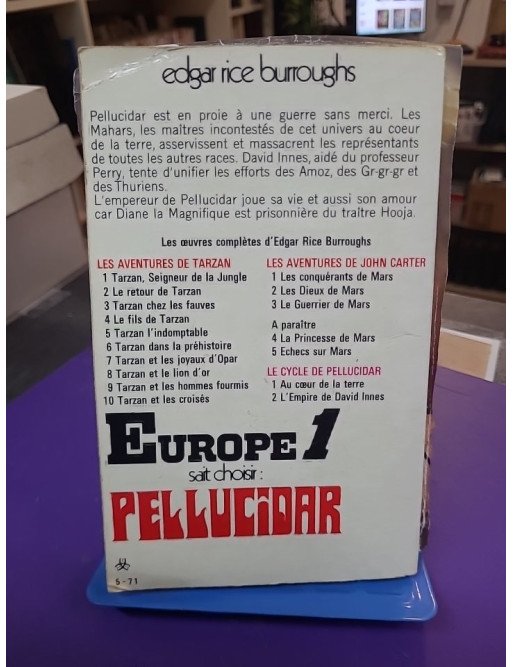 edgar rice burroughs
Pellucidar est en proie à une guerre sans merci. Les
Mahars, les maîtres incontestés de cet univers au coeur
de la terre, asservissent et massacrent les représentants
de toutes les autres races. David Innes, aidé du professeur
Perry, tente d'unifier les efforts des Amoz, des Gr-gr-gr et
des Thuriens.
L'empereur de Pellucidar joue sa vie et aussi son amour
car Diane la Magnifique est prisonnière du traître Hooja.
Les œuvres complètes d'Edgar Rice Burroughs
LES AVENTURES DE TARZAN
1 Tarzan, Seigneur de la Jungle
2 Le retour de Tarzan
3 Tarzan chez les fauves
4 Le fils de Tarzan
5 Tarzan l'indomptable
6 Tarzan dans la préhistoire
7 Tarzan et les joyaux d'Opar
8 Tarzan et le lion d'or
9 Tarzan et les hommes fourmis
10 Tarzan et les croisés
LES AVENTURES DE JOHN CARTER
1 Les conquérants de Mars
2 Les Dieux de Mars
3 Le Guerrier de Mars
A paraître
4 La Princesse de Mars
5 Echecs sur Mars
LE CYCLE DE PELLUCIDAR
1 Au cœur de la terre
2 L'Empire de David Innes
EUROPE 1
sait choisir :
PELLUCIDAR
5-71